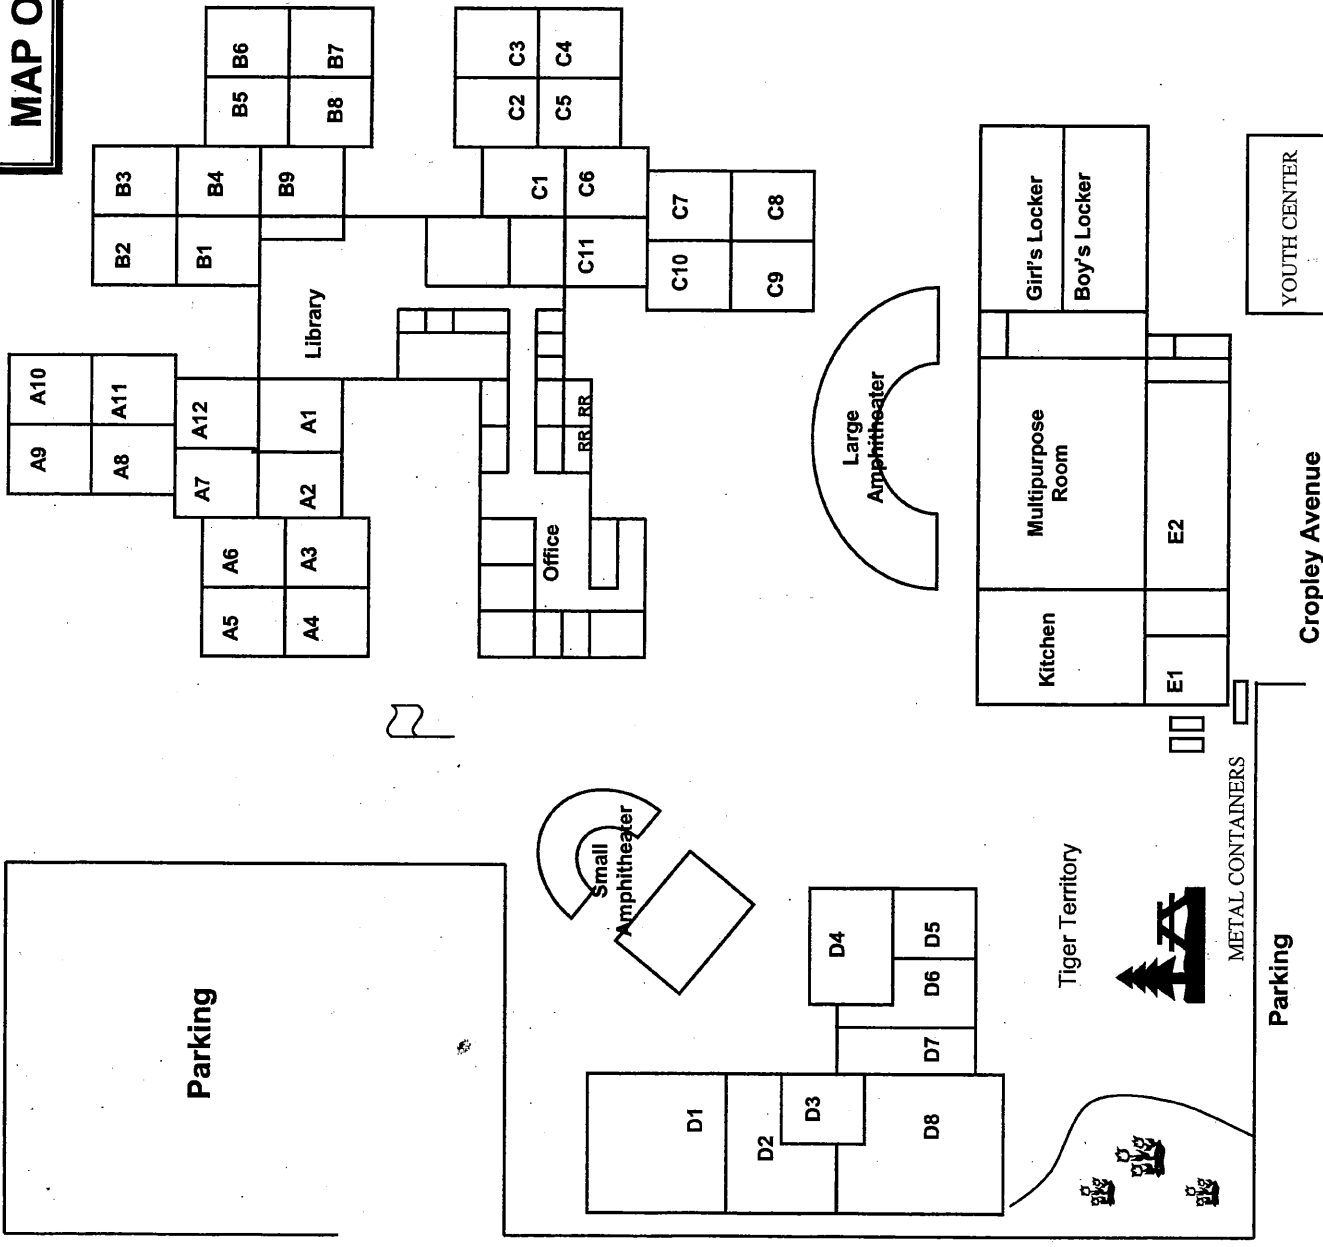 MAP O
B6
B7
B5
B8
B3
B4
B9
B2
B1
C3
C4
C2
C5
C1
C6
C11
C7
C8
C10
C9
Library
A10
A11
A9
A8
A12
A1
A7
A2
A6
A3
A5
A4
RR
RR
Office
Large
Amphitheater
Girl's Locker
Boy's Locker
YOUTH CENTER
Multipurpose
Room
E2
Kitchen
E1
Cropley Avenue
Small
Amphitheater
Parking
D4
D5
D6
D7
D1
D2
D3
D8
Tiger Territory
METAL CONTAINERS
Parking